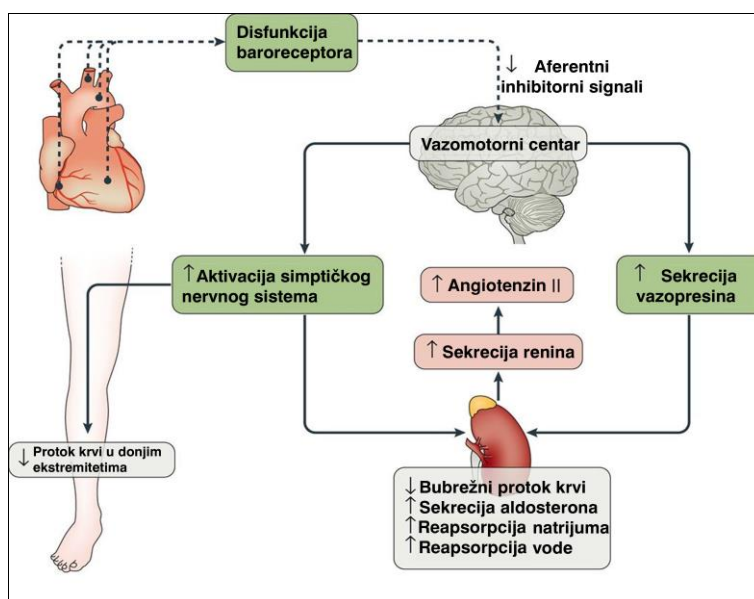 Disfunkcija
baroreceptora
↓ Aferentni
inhibitorni signali
Vazomotorni centar
↑ Aktivacija simptičkog
nervnog sistema
↑ Angiotenzin II
↑ Sekrecija
vazopresina
↑ Sekrecija renina
↓ Protok krvi u donjim
ekstremitetima
↓ Bubrežni protok krvi
↑ Sekrecija aldosterona
↑ Reapsorpcija natrijuma
↑ Reapsorpcija vode